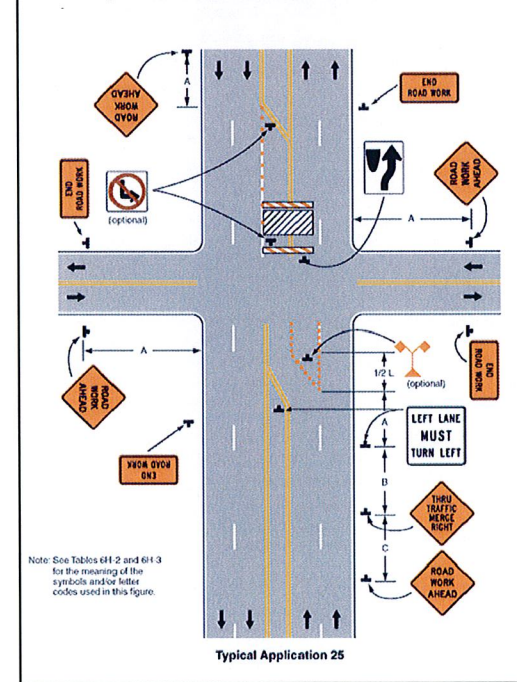 A
ROAD
WORK
AHEAD
END
ROAD WORK
END
ROAD WORK
(optional)
ROAD
WORK
AHEAD
A
A
ROAD
WORK
AHEAD
END
ROAD WORK
1/2 L
(optional)
END
ROAD WORK
A
LEFT LANE
MUST
TURN LEFT
B
THRU
TRAFFIC
MERGE
RIGHT
C
ROAD
WORK
AHEAD
Note: See Tables 6H-2 and 6H-3
for the meaning of the
symbols and/or letter
codes used in this figure.
Typical Application 25